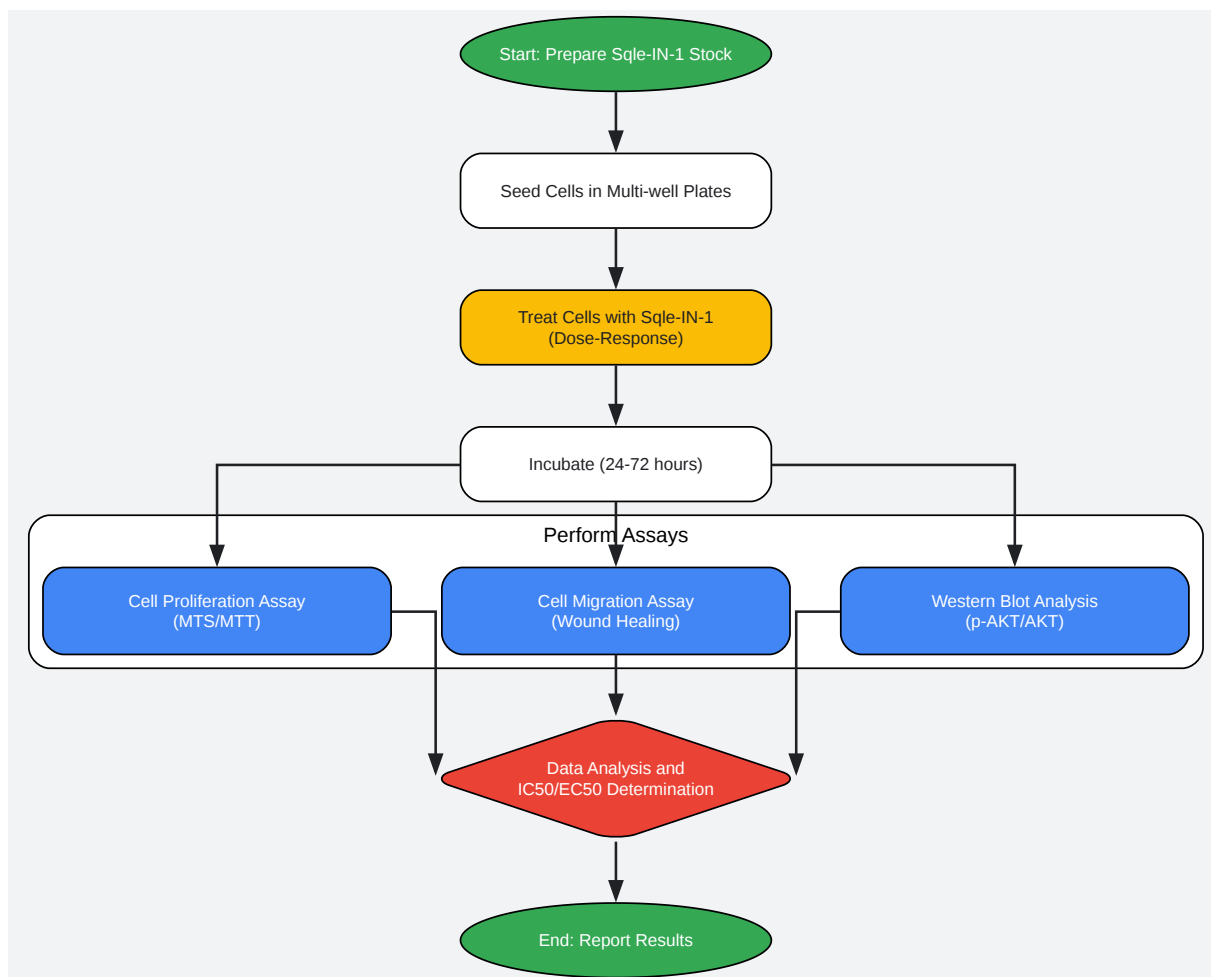 Start: Prepare Sqle-IN-1 Stock
Seed Cells in Multi-well Plates
Treat Cells with Sqle-IN-1
(Dose-Response)
Incubate (24-72 hours)
Perform Assays
Cell Proliferation Assay
(MTS/MTT)
Cell Migration Assay
(Wound Healing)
Western Blot Analysis
(p-AKT/AKT)
Data Analysis and
IC50/EC50 Determination
End: Report Results